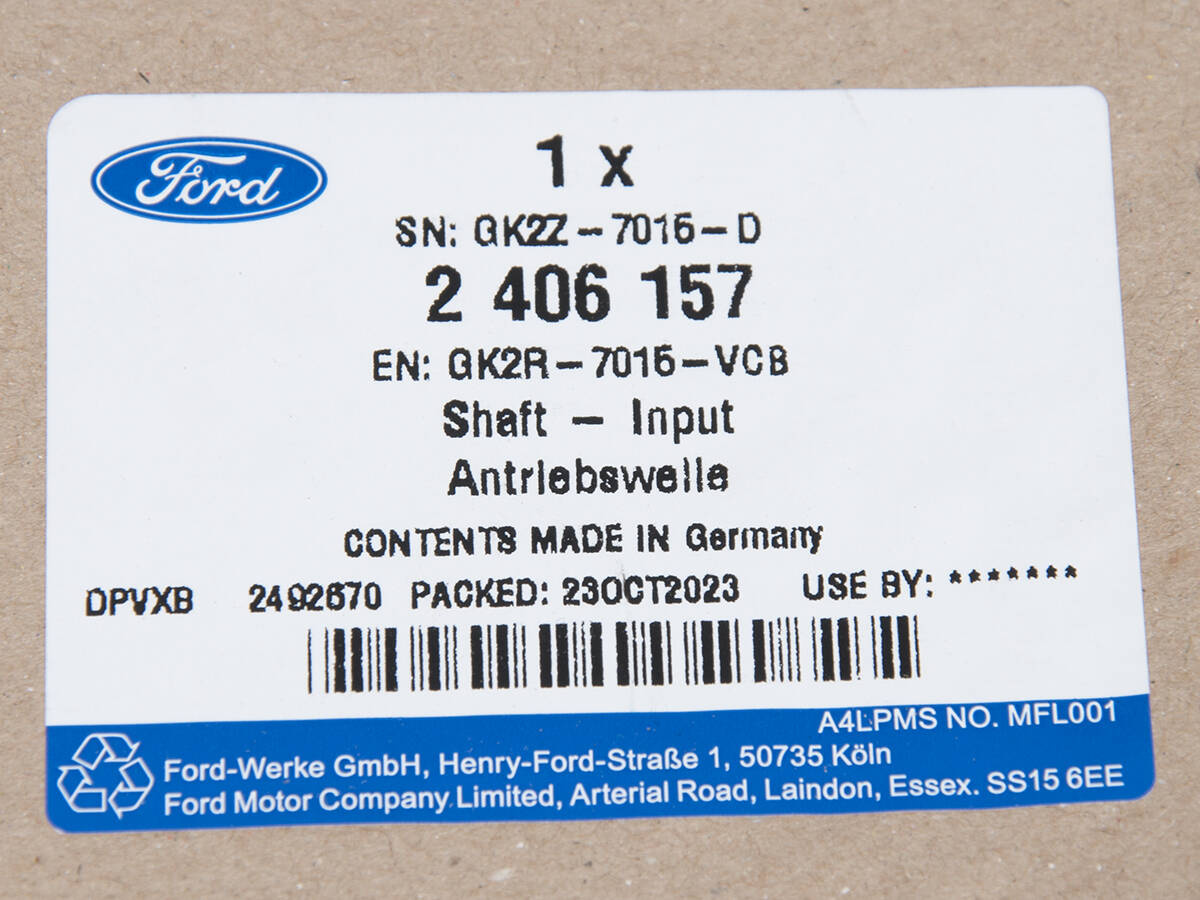 Ford
1 x
SN: GK2Z-7015-D
2 406 157
EN: GK2R-7015-VCB
Shaft - Input
Antriebswelle
CONTENTS MADE IN Germany
DPVXB 2492670 PACKED: 23OCT2023 USE BY: *******
A4LPMS NO. MFL001
Ford-Werke GmbH, Henry-Ford-Straße 1, 50735 Köln
Ford Motor Company Limited, Arterial Road, Laindon, Essex. SS15 6EE